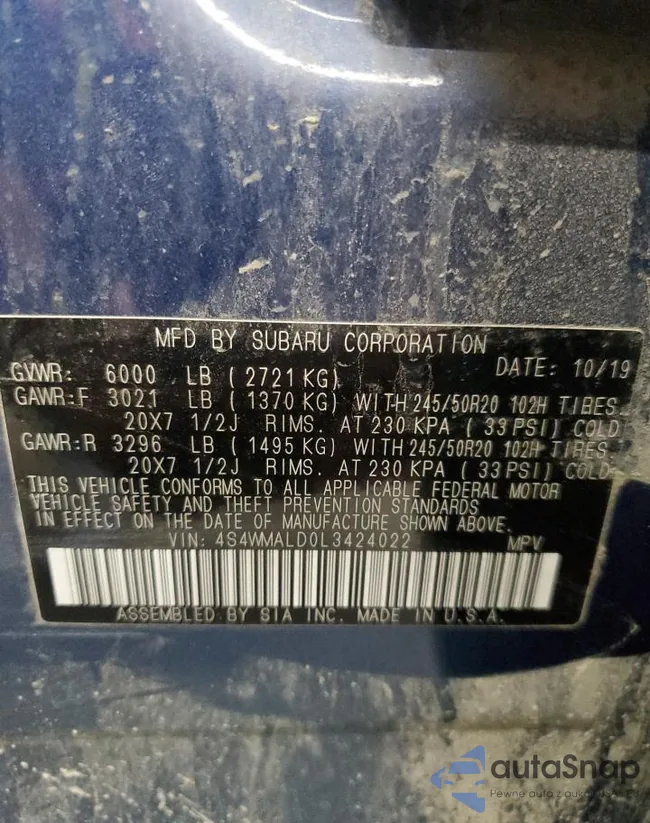 MFD BY SUBARU CORPORATION
DATE: 10/19
GVWR: 6000 LB ( 2721 KG)
GAWR:F 3021 LB ( 1370 KG) WITH 245/50R20 102H TIRES
20X7 1/2J RIMS, AT 230 KPA ( 33 PSI) COLD
GAWR:R 3296 LB ( 1495 KG) WITH 245/50R20 102H TIRES
20X7 1/2J RIMS, AT 230 KPA ( 33 PSI) COLD
THIS VEHICLE CONFORMS TO ALL APPLICABLE FEDERAL MOTOR
VEHICLE SAFETY AND THEFT PREVENTION STANDARDS
IN EFFECT ON THE DATE OF MANUFACTURE SHOWN ABOVE.
VIN: 4S4WMALD0L3424022 MPV
ASSEMBLED BY SIA INC. MADE IN U.S.A.
autaSnap
Pewne auta z aukcji w USA